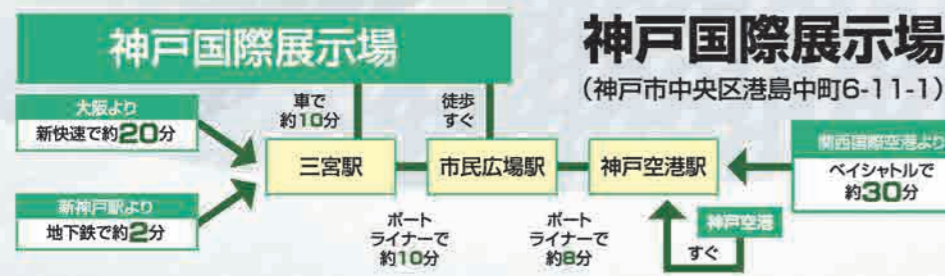 神戸国際展示場
神戸国際展示場
(神戸市中央区港島中町6-11-1)
大阪より
新快速で約20分
車で
約10分
徒歩
すぐ
関西国際空港より
ベイシャトルで
約30分
三宮駅
市民広場駅
神戸空港駅
新神戸駅より
地下鉄で約2分
ポート
ライナーで
約10分
ポート
ライナーで
約8分
神戸空港
すぐ